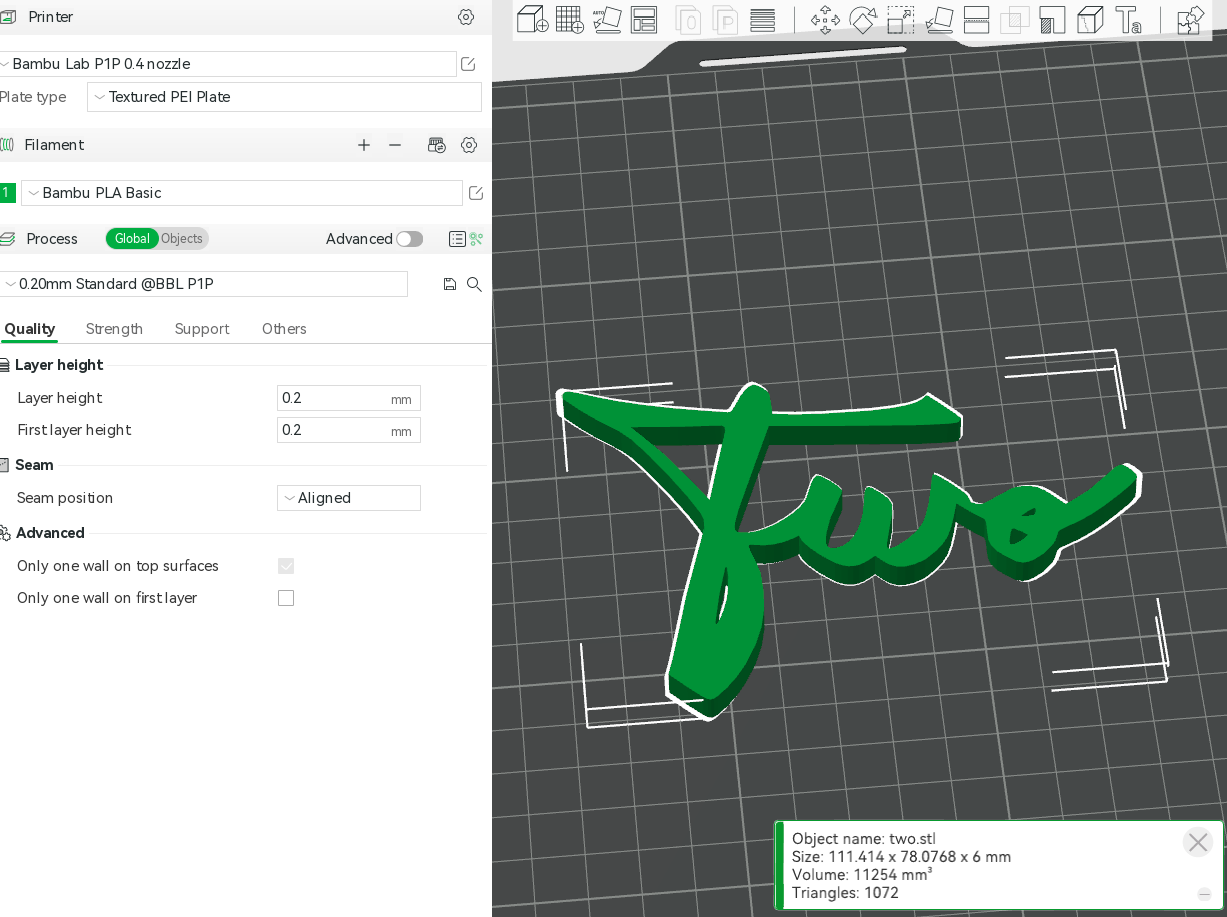 Printer
Bambu Lab P1P 0.4 nozzle
Plate type
Textured PEI Plate
Filament
1
Bambu PLA Basic
Process
Global
Objects
Advanced
0.20mm Standard @BBL P1P
Quality
Strength
Support
Others
Layer height
Layer height
0.2
mm
First layer height
0.2
mm
Seam
Seam position
Aligned
Advanced
Only one wall on top surfaces
Only one wall on first layer
AUTO
Two
Object name: two.stl
Size: 111.414 x 78.0768 x 6 mm
Volume: 11254 mm³
Triangles: 1072